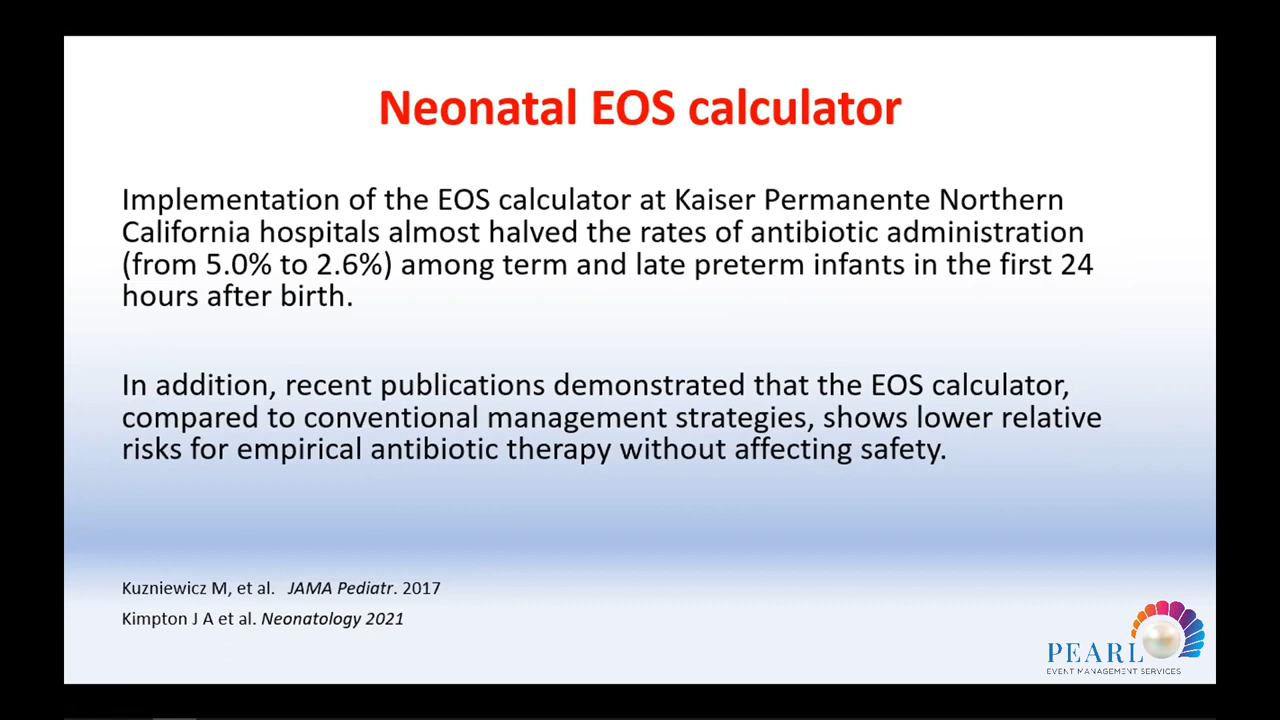 Neonatal EOS calculator
Implementation of the EOS calculator at Kaiser Permanente Northern
California hospitals almost halved the rates of antibiotic administration
(from 5.0% to 2.6%) among term and late preterm infants in the first 24
hours after birth.
In addition, recent publications demonstrated that the EOS calculator,
compared to conventional management strategies, shows lower relative
risks for empirical antibiotic therapy without affecting safety.
Kuzniewicz M, et al. JAMA Pediatr. 2017
Kimpton J A et al. Neonatology 2021
PEARL
EVENT MANAGEMENT SERVICES